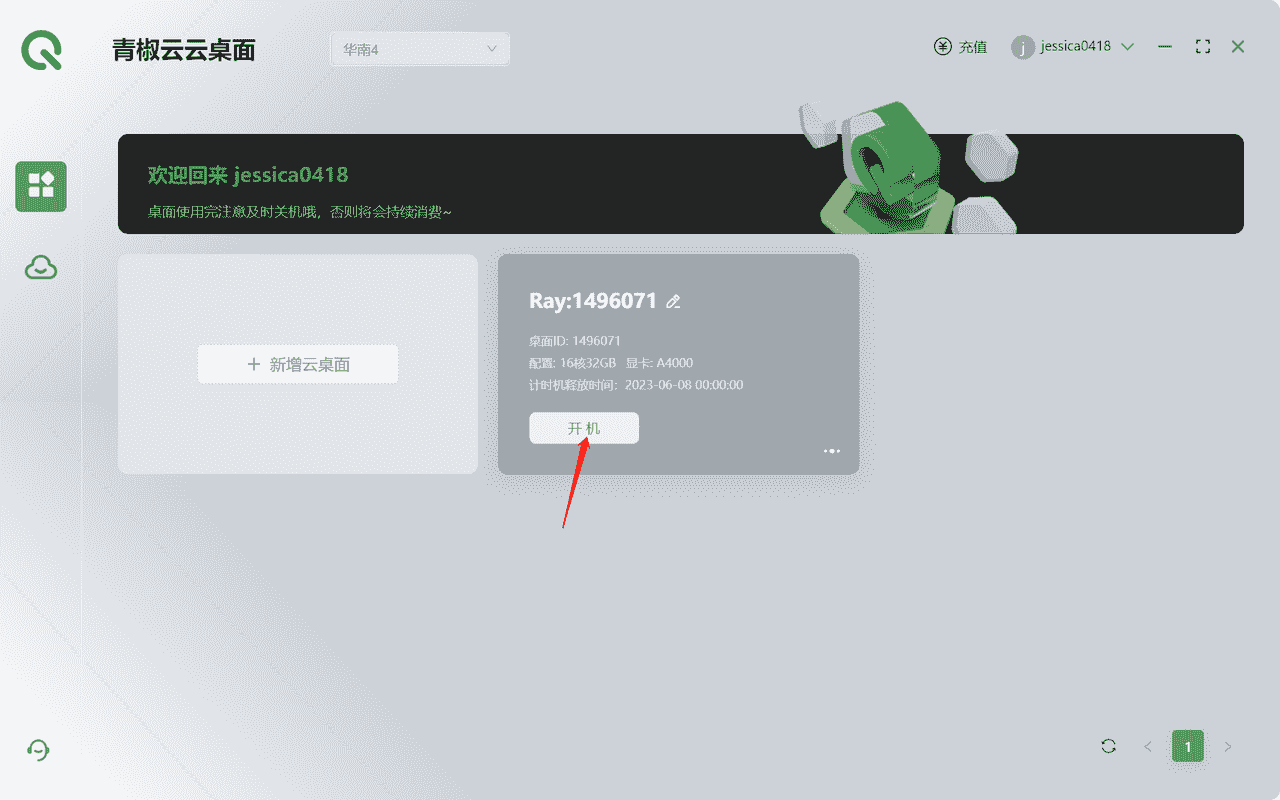 青椒云云桌面
华南4
充值
j
jessica0418
欢迎回来 jessica0418
桌面使用完注意及时关机哦，否则将会持续消费~
+ 新增云桌面
Ray:1496071
桌面ID: 1496071
配置: 16核32GB 显卡: A4000
计时机释放时间：2023-06-08 00:00:00
开 机
1